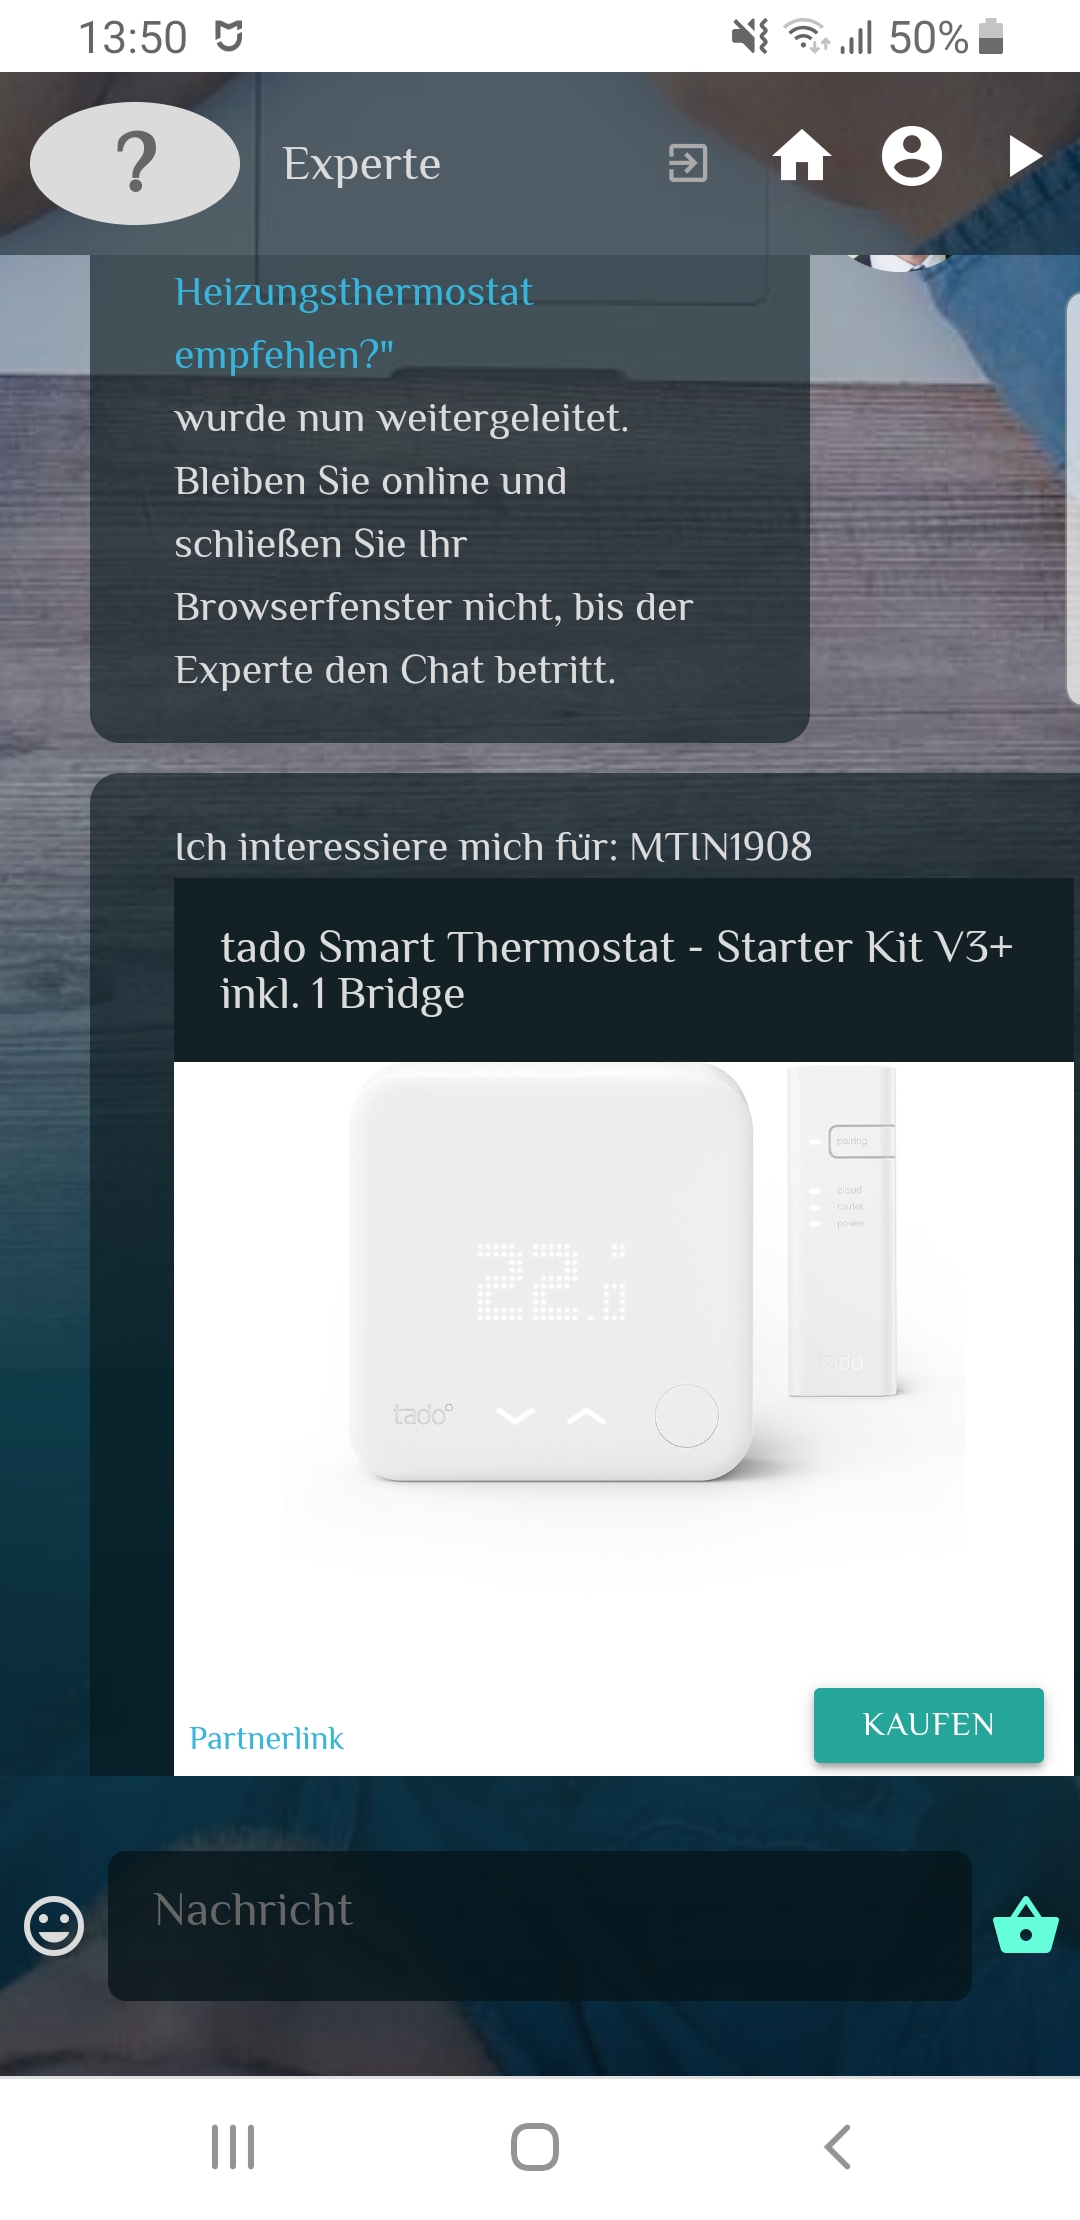 13:50
50%
?
Experte
Heizungsthermostat
empfehlen?"
wurde nun weitergeleitet.
Bleiben Sie online und
schließen Sie Ihr
Browserfenster nicht, bis der
Experte den Chat betritt.
Ich interessiere mich für: MTIN1908
tado Smart Thermostat - Starter Kit V3+
inkl. 1 Bridge
pairing
cloud
router
power
22.
tado
tado°
Partnerlink
KAUFEN
Nachricht